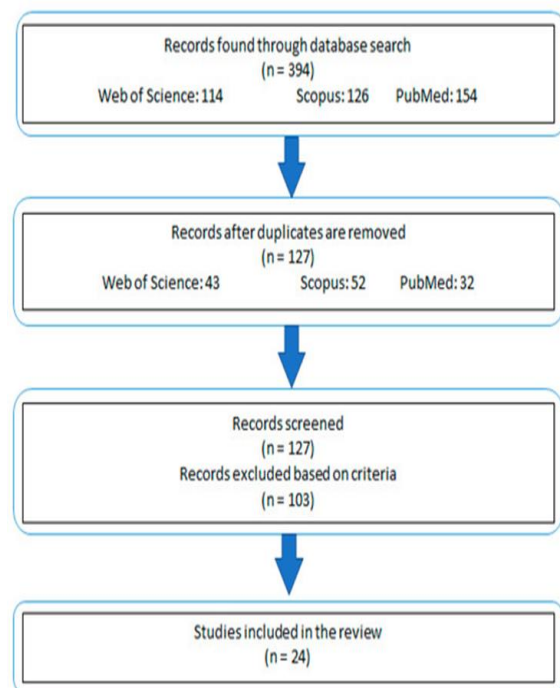 Records found through database search
(n = 394)
Web of Science: 114 Scopus: 126 PubMed: 154
Records after duplicates are removed
(n = 127)
Web of Science: 43 Scopus: 52 PubMed: 32
Records screened
(n = 127)
Records excluded based on criteria
(n = 103)
Studies included in the review
(n = 24)